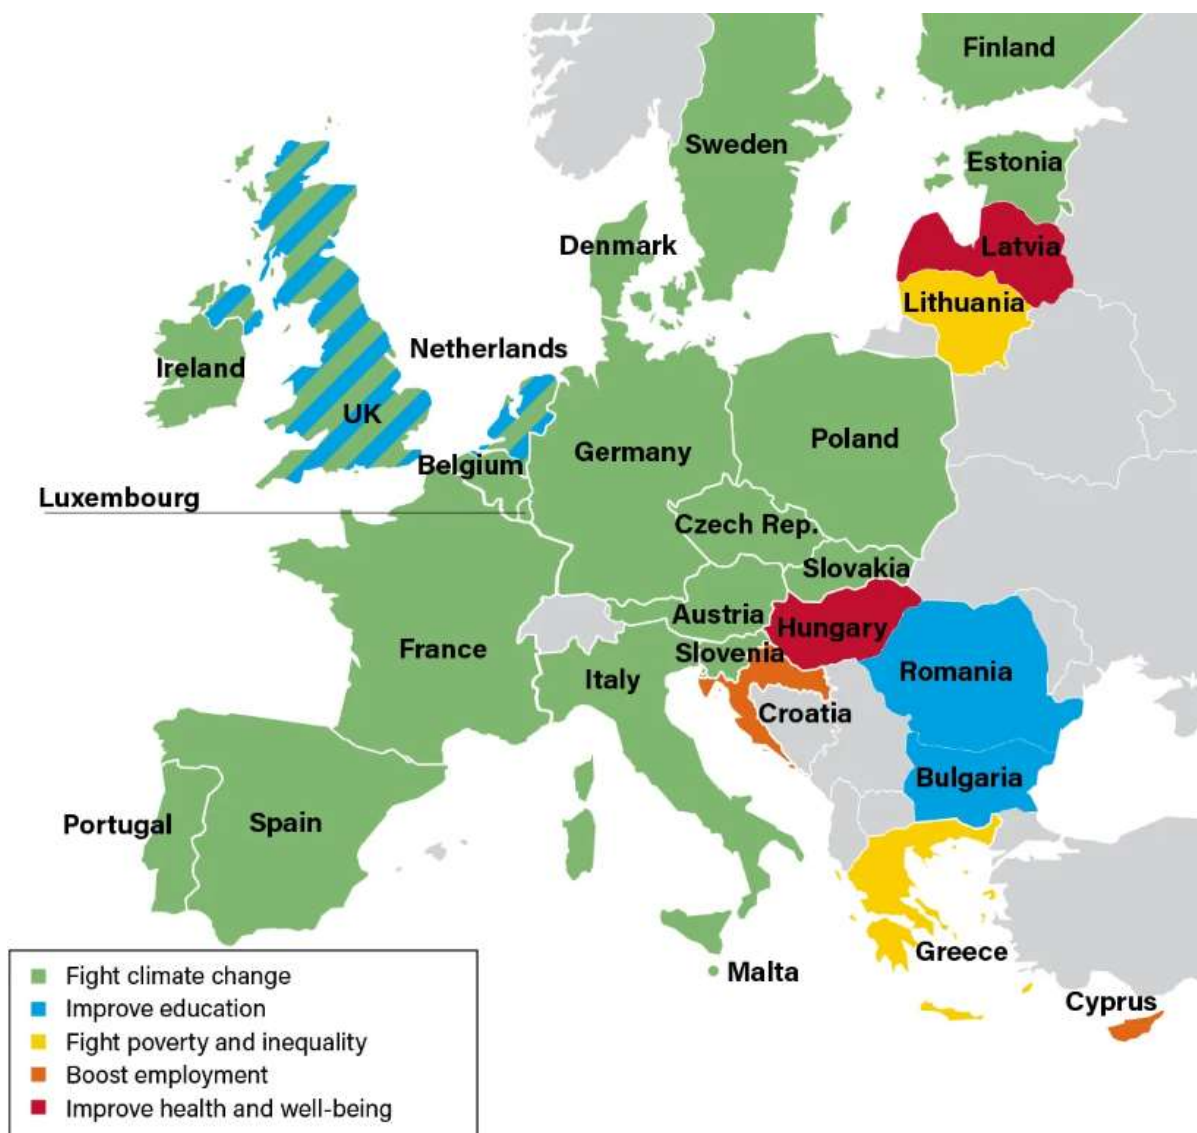 Finland
Sweden
Estonia
Denmark
Latvia
Lithuania
Netherlands
Ireland
UK
Poland
Germany
Belgium
Luxembourg
Czech Rep.
Slovakia
Austria
Hungary
France
Slovenia
Romania
Italy
Croatia
Bulgaria
Portugal
Spain
Greece
Malta
Cyprus
Fight climate change
Improve education
Fight poverty and inequality
Boost employment
Improve health and well-being